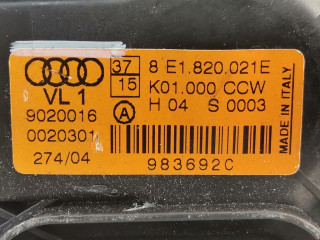 37
15
8 E1.820.021E
VL 1
K01.000 CCW
9020016
A
H 04 S 0003
0020301
274/04
983692C
MADE IN ITALY